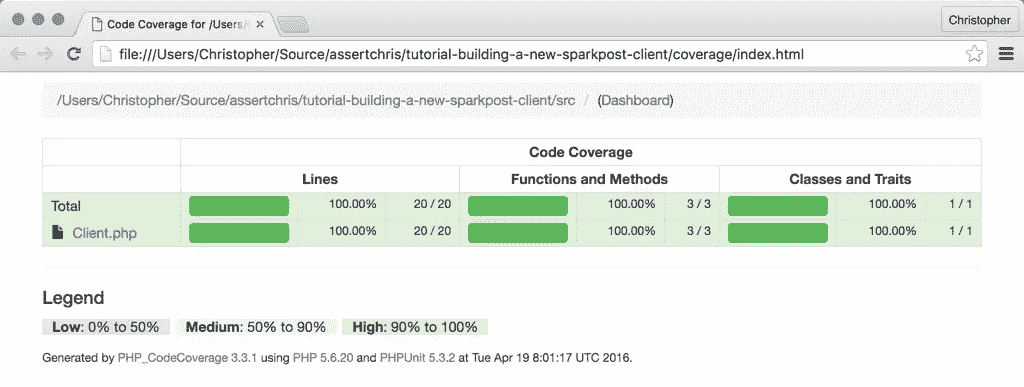 Code Coverage for /Users/
Christopher
file:///Users/Christopher/Source/assertchris/tutorial-building-a-new-sparkpost-client/coverage/index.html
/Users/Christopher/Source/assertchris/tutorial-building-a-new-sparkpost-client/src / (Dashboard)
Code Coverage
Lines Functions and Methods Classes and Traits
Total 100.00% 20 / 20 100.00% 3 / 3 100.00% 1 / 1
Client.php 100.00% 20 / 20 100.00% 3 / 3 100.00% 1 / 1
Legend
Low: 0% to 50% Medium: 50% to 90% High: 90% to 100%
Generated by PHP_CodeCoverage 3.3.1 using PHP 5.6.20 and PHPUnit 5.3.2 at Tue Apr 19 8:01:17 UTC 2016.